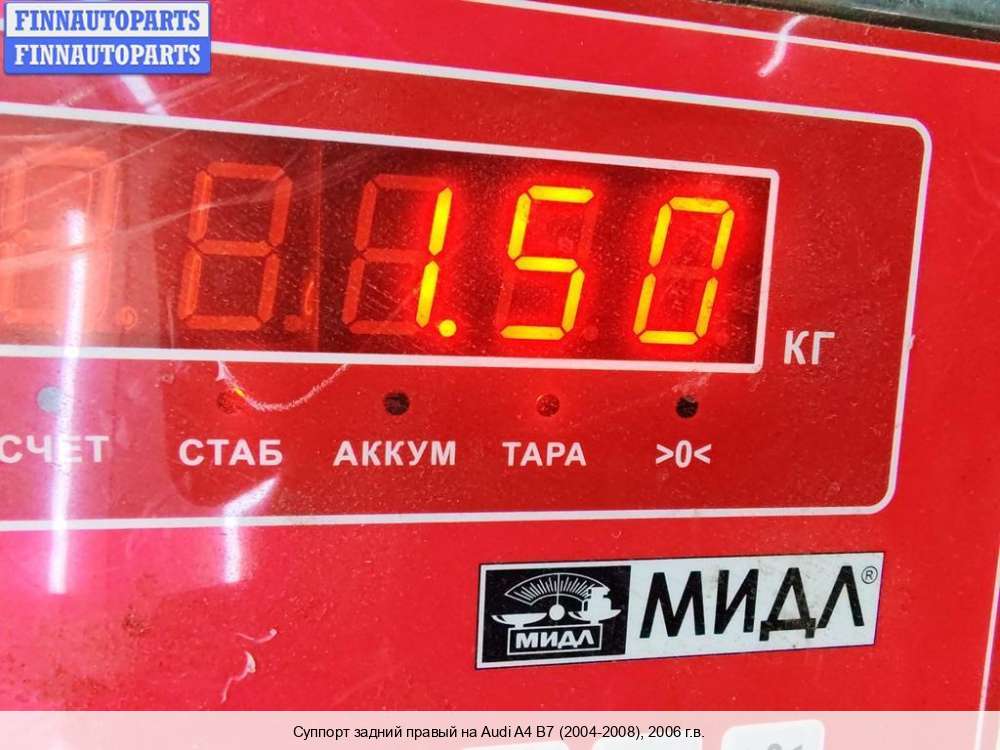 FINNAUTOPARTS
FINNAUTOPARTS
1.50
КГ
СЧЕТ СТАБ АККУМ ТАРА >0<
МИДЛ МИДЛ®
Суппорт задний правый на Audi A4 B7 (2004-2008), 2006 г.в.